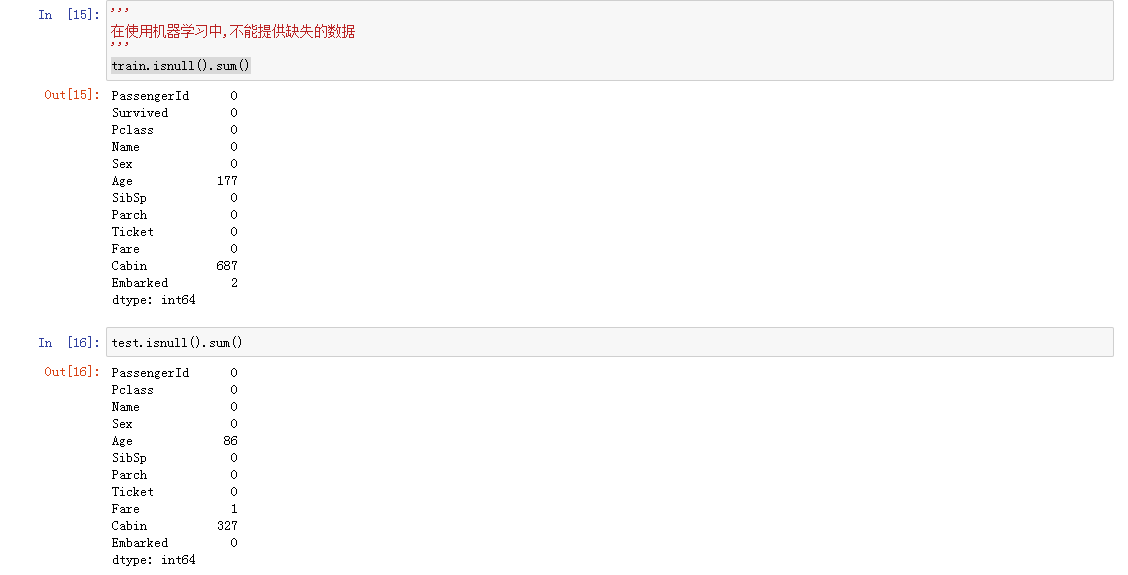 In [15]:
'''
在使用机器学习中,不能提供缺失的数据
'''
train.isnull().sum()
Out[15]:
PassengerId 0
Survived 0
Pclass 0
Name 0
Sex 0
Age 177
SibSp 0
Parch 0
Ticket 0
Fare 0
Cabin 687
Embarked 2
dtype: int64
In [16]:
test.isnull().sum()
Out[16]:
PassengerId 0
Pclass 0
Name 0
Sex 0
Age 86
SibSp 0
Parch 0
Ticket 0
Fare 1
Cabin 327
Embarked 0
dtype: int64